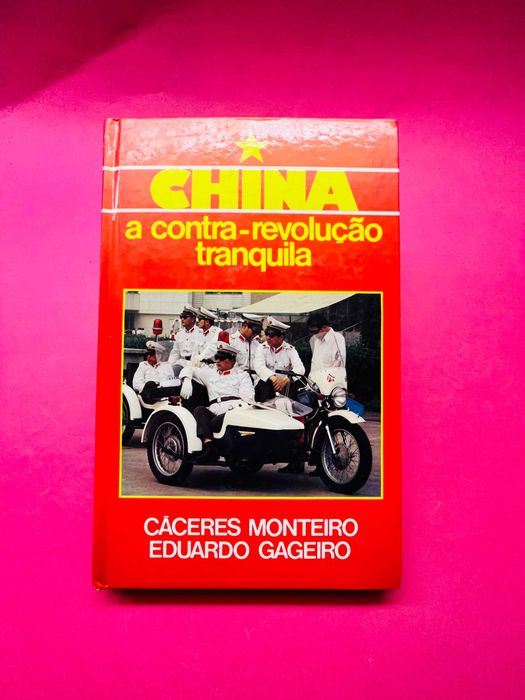 CHINA
a contra-revolução
tranquila
CÁCERES MONTEIRO
EDUARDO GAGEIRO